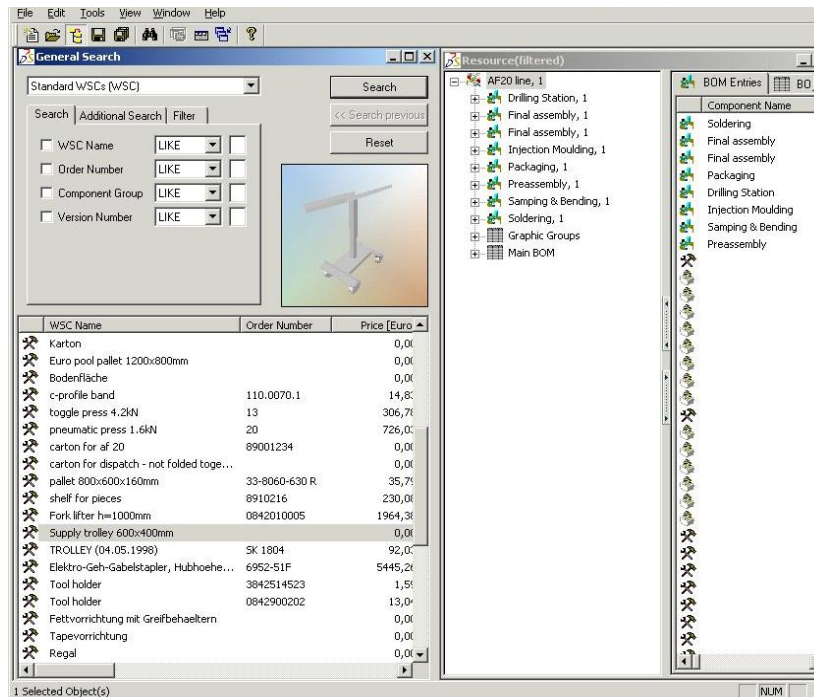 File Edit Tools View Window Help
General Search
Standard WSCs (WSC)
Search
Search Additional Search Filter
<< Search previous
Reset
WSC Name LIKE
Order Number LIKE
Component Group LIKE
Version Number LIKE
WSC Name Order Number Price [Euro
Karton 0,00
Euro pool pallet 1200x800mm 0,00
Bodenfläche 0,00
c-profile band 110.0070.1 14,83
toggle press 4.2kN 13 306,78
pneumatic press 1.6kN 20 726,03
carton for af 20 89001234 0,00
carton for dispatch - not folded toge... 0,00
pallet 800x600x160mm 33-8060-630 R 35,79
shelf for pieces 8910216 230,08
Fork lifter h=1000mm 0842010005 1964,38
Supply trolley 600x400mm 0,00
TROLLEY (04.05.1998) SK 1804 92,03
Elektro-Geh-Gabelstapler, Hubhoehe... 6952-51F 5445,26
Tool holder 3842514523 1,59
Tool holder 0842900202 13,04
Fettvorrichtung mit Greifbehaeltern 0,00
Tapevorrichtung 0,00
Regal 0,00
1 Selected Object(s)
Resource(filtered)
AF20 line, 1
Drilling Station, 1
Final assembly, 1
Final assembly, 1
Injection Moulding, 1
Packaging, 1
Preassembly, 1
Samping & Bending, 1
Soldering, 1
Graphic Groups
Main BOM
BOM Entries BO
Component Name
Soldering
Final assembly
Final assembly
Packaging
Drilling Station
Injection Moulding
Samping & Bending
Preassembly
NUM